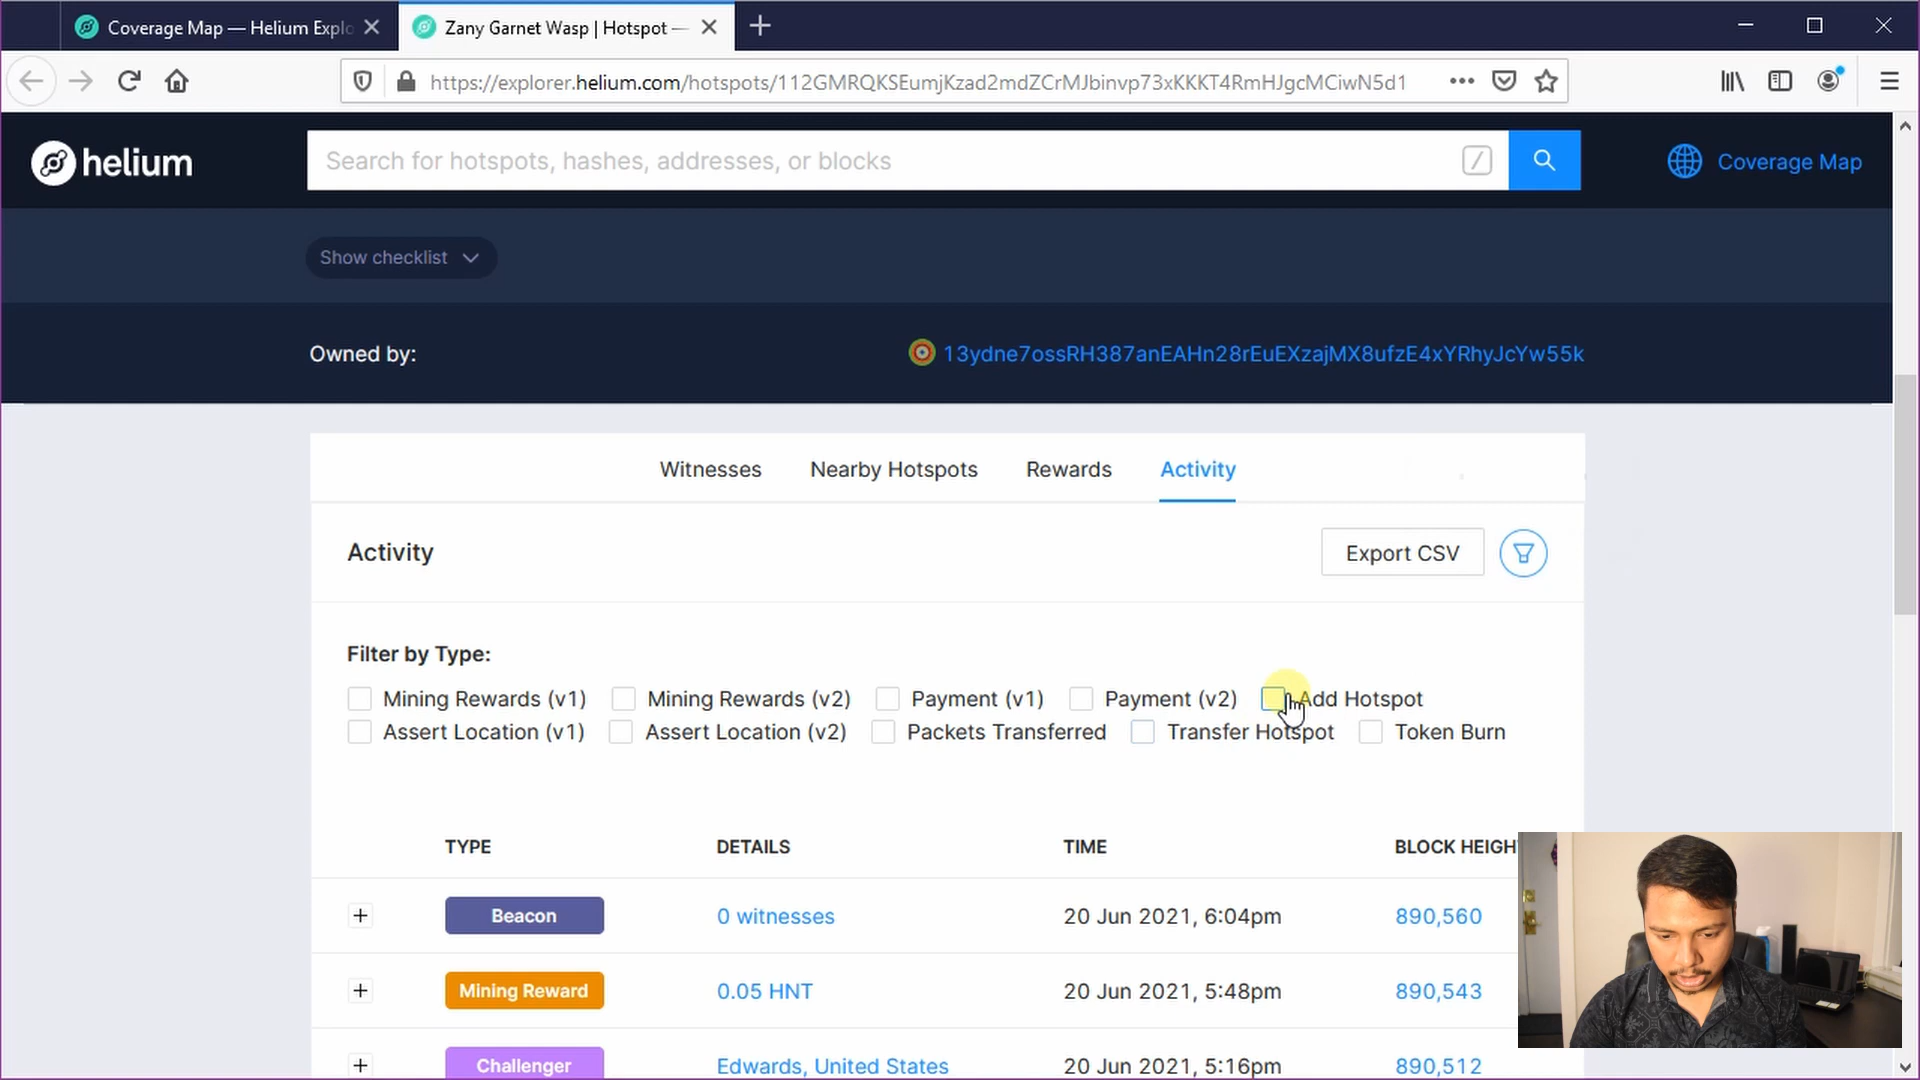 Coverage Map — Helium Explo
Zany Garnet Wasp | Hotspot —
https://explorer.helium.com/hotspots/112GMRQKSEumjKzad2mdZCrMJbinvp73xKKKT4RmHJgcMCiwN5d1
helium
Search for hotspots, hashes, addresses, or blocks
/
Coverage Map
Show checklist
Owned by:
13ydne7ossRH387anEAHn28rEuEXzajMX8ufzE4xYRhyJcYw55k
Witnesses Nearby Hotspots Rewards Activity
Activity
Export CSV
Filter by Type:
Mining Rewards (v1) Mining Rewards (v2) Payment (v1) Payment (v2) Add Hotspot
Assert Location (v1) Assert Location (v2) Packets Transferred Transfer Hotspot Token Burn
TYPE DETAILS TIME BLOCK HEIGH
+ Beacon 0 witnesses 20 Jun 2021, 6:04pm 890,560
+ Mining Reward 0.05 HNT 20 Jun 2021, 5:48pm 890,543
+ Challenger Edwards, United States 20 Jun 2021, 5:16pm 890,512